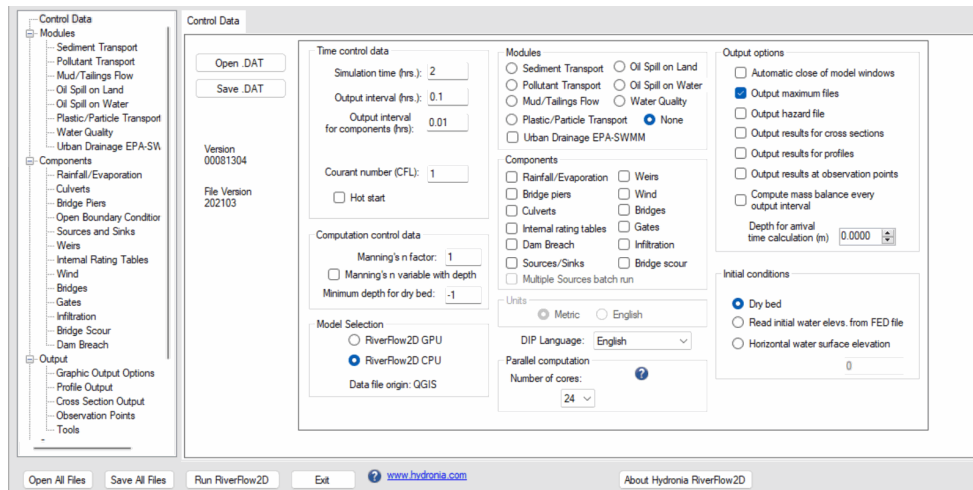 Control Data
Modules
Sediment Transport
Pollutant Transport
Mud/Tailings Flow
Oil Spill on Land
Oil Spill on Water
Plastic/Particle Transport
Water Quality
Urban Drainage EPA-SW
Components
Rainfall/Evaporation
Culverts
Bridge Piers
Open Boundary Condition
Sources and Sinks
Weirs
Internal Rating Tables
Wind
Bridges
Gates
Infiltration
Bridge Scour
Dam Breach
Output
Graphic Output Options
Profile Output
Cross Section Output
Observation Points
Tools
Control Data
Open .DAT
Save .DAT
Version
00081304
File Version
202103
Time control data
Simulation time (hrs.): 2
Output interval (hrs.): 0.1
Output interval
for components (hrs): 0.01
Courant number (CFL): 1
Hot start
Computation control data
Manning's n factor: 1
Manning's n variable with depth
Minimum depth for dry bed: -1
Model Selection
RiverFlow2D GPU
RiverFlow2D CPU
Data file origin: QGIS
Modules
Sediment Transport Oil Spill on Land
Pollutant Transport Oil Spill on Water
Mud/Tailings Flow Water Quality
Plastic/Particle Transport None
Urban Drainage EPA-SWMM
Components
Rainfall/Evaporation Weirs
Bridge piers Wind
Culverts Bridges
Internal rating tables Gates
Dam Breach Infiltration
Sources/Sinks Bridge scour
Multiple Sources batch run
Units
Metric English
DIP Language: English
Parallel computation
Number of cores: ?
24
Output options
Automatic close of model windows
Output maximum files
Output hazard file
Output results for cross sections
Output results for profiles
Output results at observation points
Compute mass balance every
output interval
Depth for arrival
time calculation (m) 0.0000
Initial conditions
Dry bed
Read initial water elevs. from FED file
Horizontal water surface elevation
0
Open All Files Save All Files Run RiverFlow2D Exit ? www.hydronia.com About Hydronia RiverFlow2D